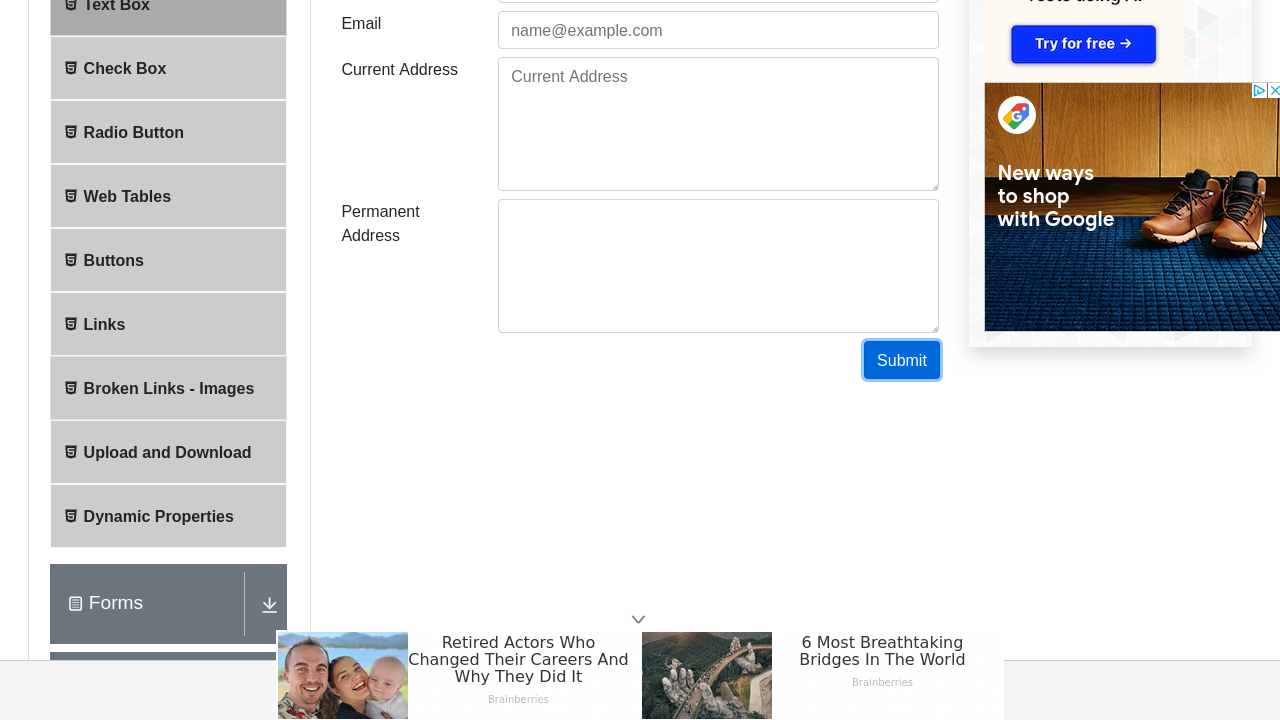 Text Box
Check Box
Radio Button
Web Tables
Buttons
Links
Broken Links - Images
Upload and Download
Dynamic Properties
Forms
Email
name@example.com
Current Address
Current Address
Permanent
Address
Submit
Try for free →
New ways
to shop
with Google
Retired Actors Who
Changed Their Careers And
Why They Did It
Brainberries
6 Most Breathtaking
Bridges In The World
Brainberries